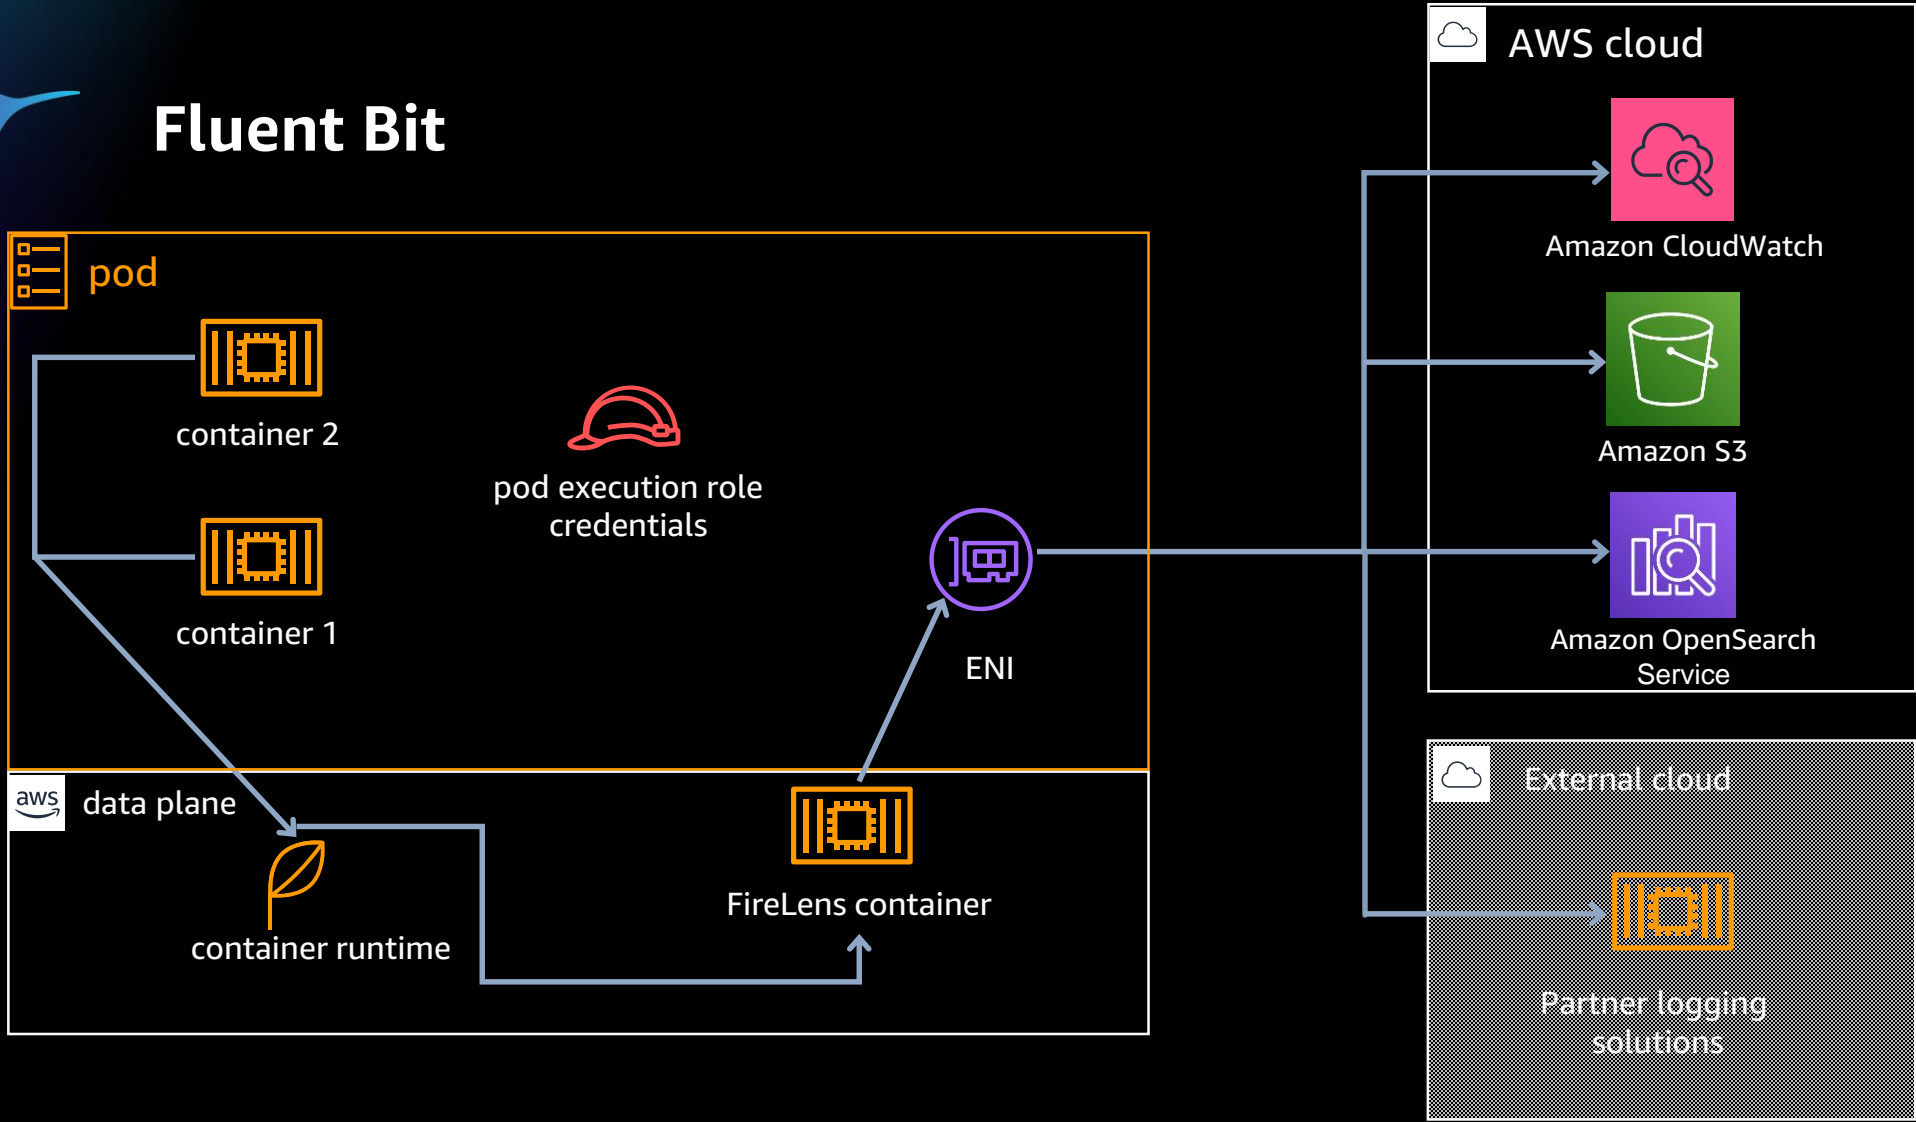 Fluent Bit
pod
container 2
container 1
pod execution role
credentials
ENI
aws
data plane
container runtime
FireLens container
AWS cloud
Amazon CloudWatch
Amazon S3
Amazon OpenSearch
Service
External cloud
Partner logging
solutions